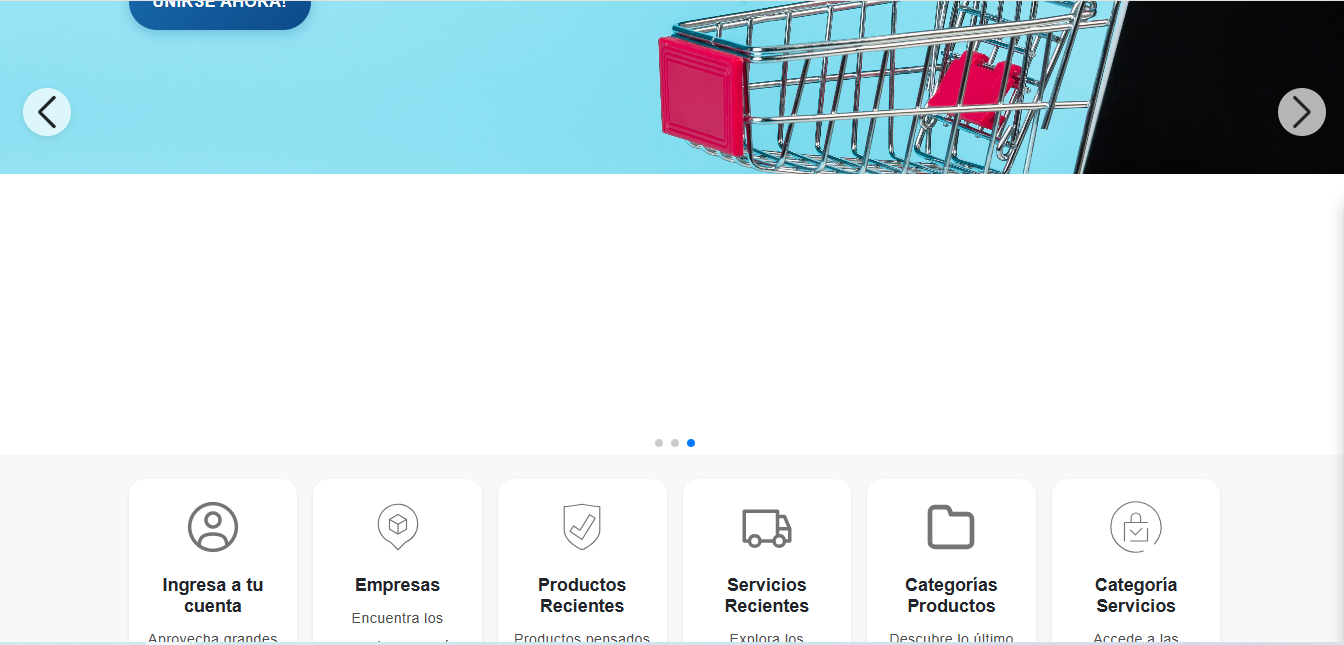 UNIRSE AHORA!
Ingresa a tu
cuenta
Empresas
Encuentra los
Productos
Recientes
Productos pensados
Servicios
Recientes
Explora los
Categorías
Productos
Descubre lo último
Categoría
Servicios
Accede a las
Aprovecha grandes